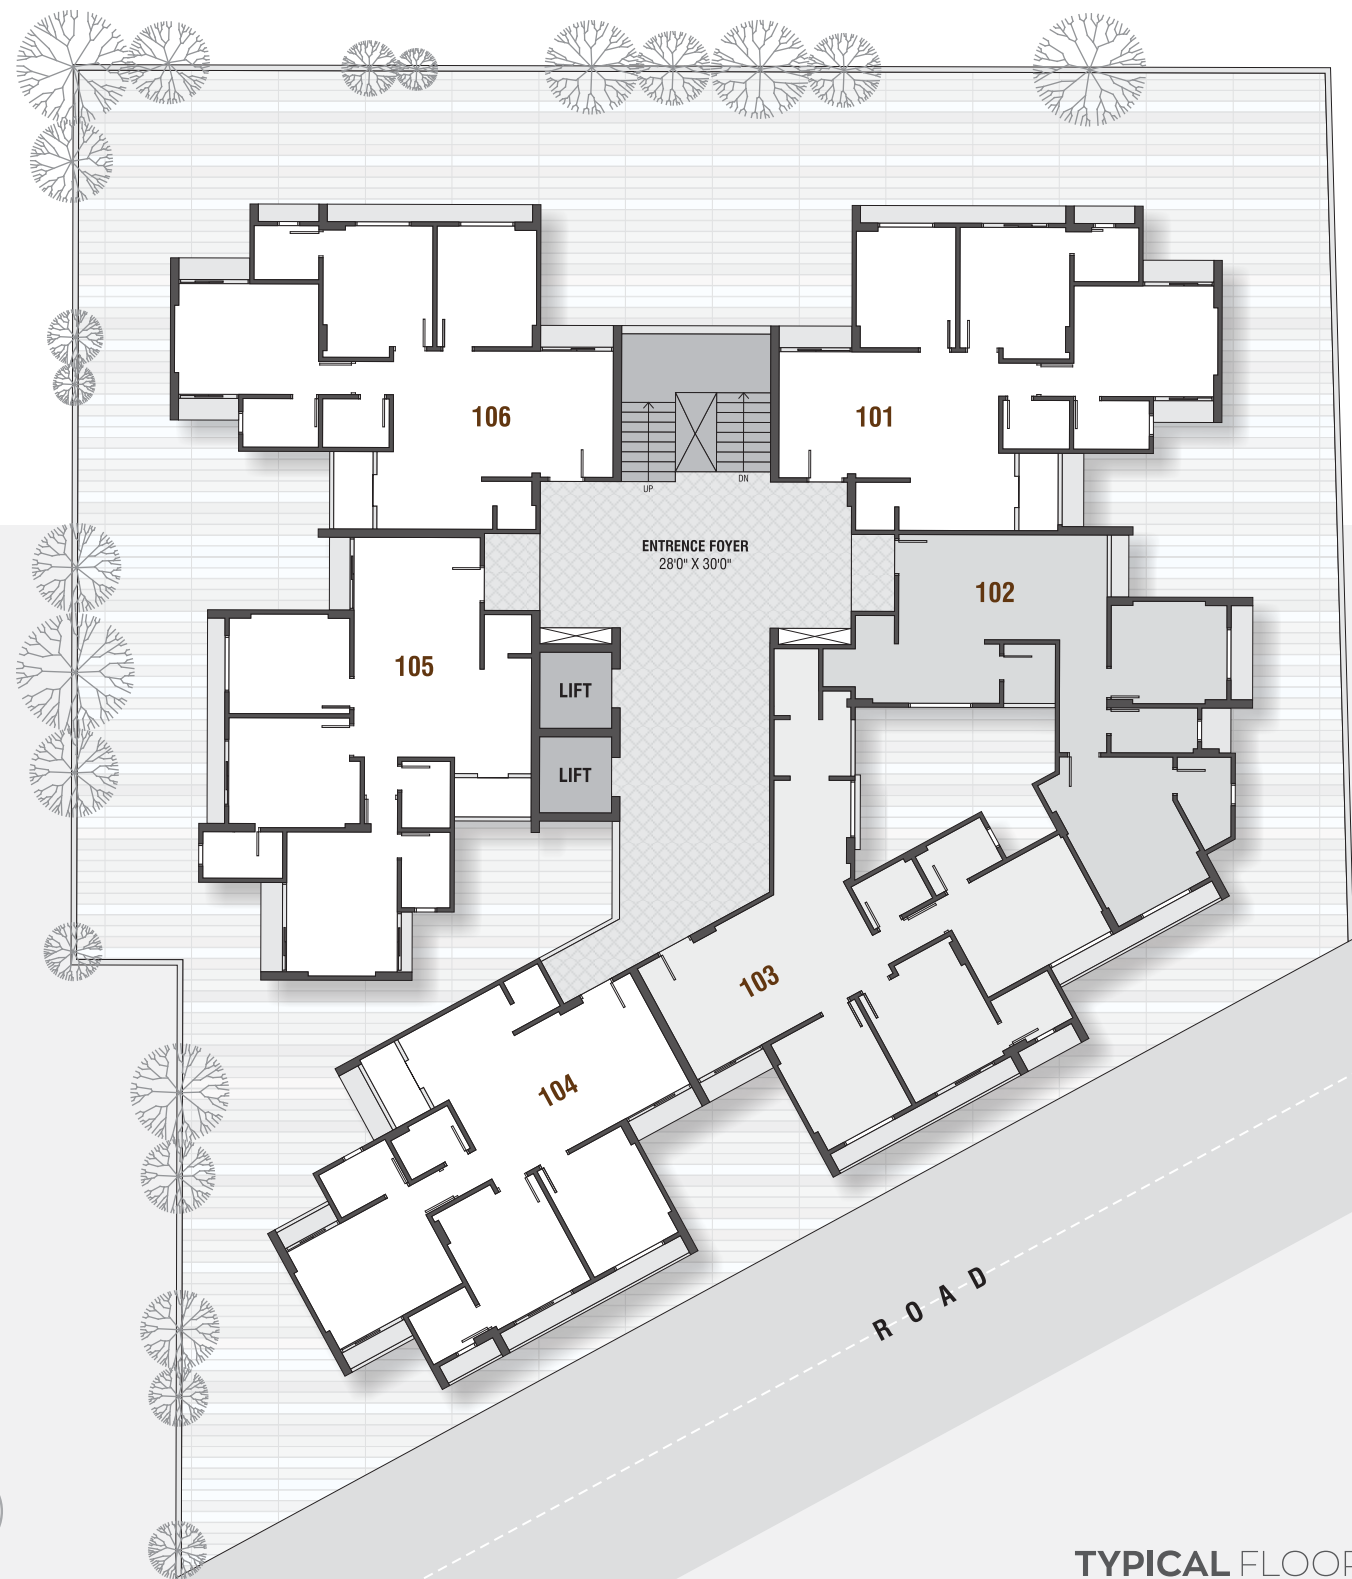 106
101
UP
DN
ENTRENCE FOYER
28'0" X 30'0"
102
105
LIFT
LIFT
103
104
ROAD
TYPICAL FLOOR